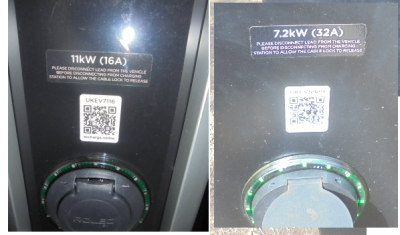 11kW (16A)
PLEASE DISCONNECT LEAD FROM THE VEHICLE
BEFORE DISCONNECTING FROM CHARGING
STATION TO ALLOW THE CABLE LOCK TO RELEASE
UKEV7116
ROLEC
7.2kW (32A)
PLEASE DISCONNECT LEAD FROM THE VEHICLE
BEFORE DISCONNECTING FROM CHARGING
STATION TO ALLOW THE CABLE LOCK TO RELEASE